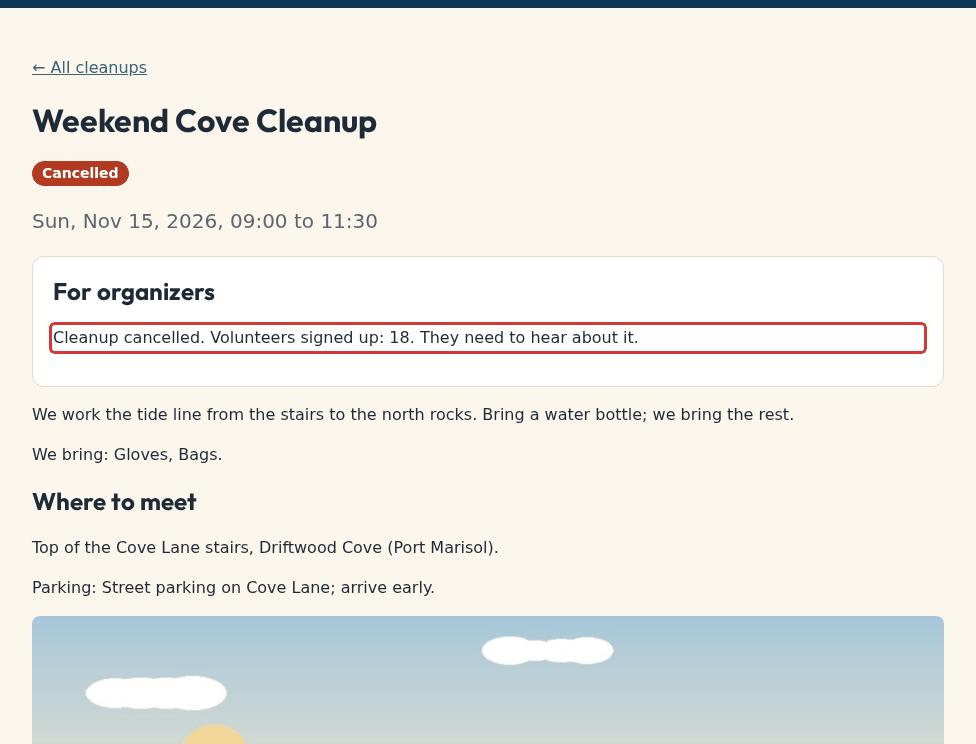 ← All cleanups
Weekend Cove Cleanup
Cancelled
Sun, Nov 15, 2026, 09:00 to 11:30
For organizers
Cleanup cancelled. Volunteers signed up: 18. They need to hear about it.
We work the tide line from the stairs to the north rocks. Bring a water bottle; we bring the rest.
We bring: Gloves, Bags.
Where to meet
Top of the Cove Lane stairs, Driftwood Cove (Port Marisol).
Parking: Street parking on Cove Lane; arrive early.